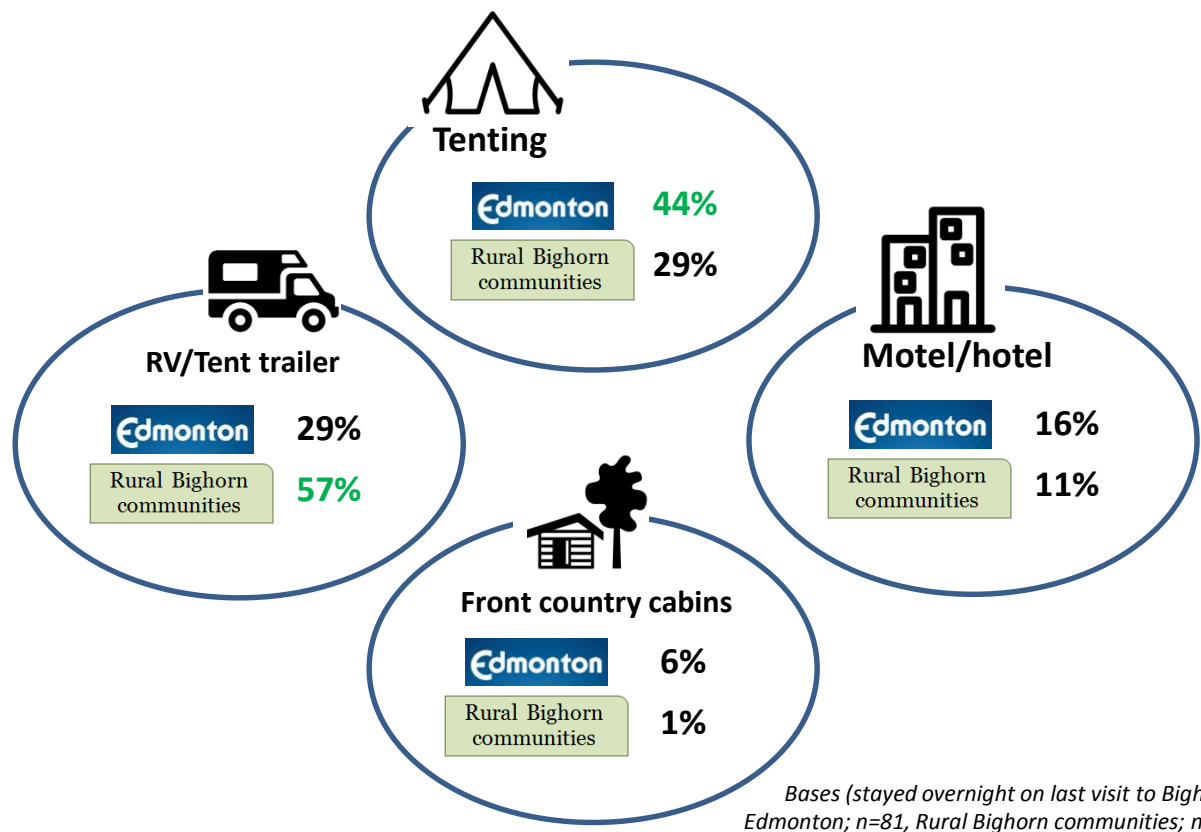 Tenting
Edmonton 44%
Rural Bighorn
communities 29%
RV/Tent trailer
Edmonton 29%
Rural Bighorn
communities 57%
Motel/hotel
Edmonton 16%
Rural Bighorn
communities 11%
Front country cabins
Edmonton 6%
Rural Bighorn
communities 1%
Bases (stayed overnight on last visit to
Edmonton; n=81, Rural Bighorn communities;